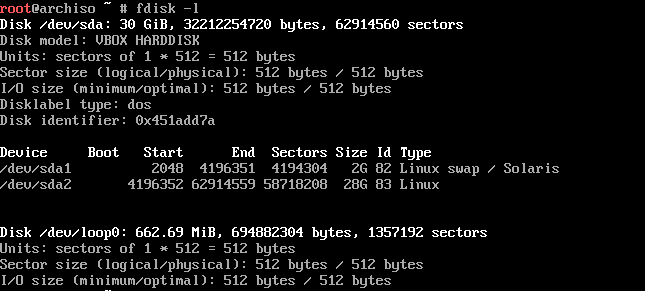 root@archiso ~ # fdisk -l
Disk /dev/sda: 30 GiB, 32212254720 bytes, 62914560 sectors
Disk model: VBOX HARDDISK
Units: sectors of 1 * 512 = 512 bytes
Sector size (logical/physical): 512 bytes / 512 bytes
I/O size (minimum/optimal): 512 bytes / 512 bytes
Disklabel type: dos
Disk identifier: 0x451add7a
Device     Boot   Start      End  Sectors Size Id Type
/dev/sda1          2048  4196351  4194304   2G 82 Linux swap / Solaris
/dev/sda2       4196352 62914559 58718208  28G 83 Linux
Disk /dev/loop0: 662.69 MiB, 694882304 bytes, 1357192 sectors
Units: sectors of 1 * 512 = 512 bytes
Sector size (logical/physical): 512 bytes / 512 bytes
I/O size (minimum/optimal): 512 bytes / 512 bytes